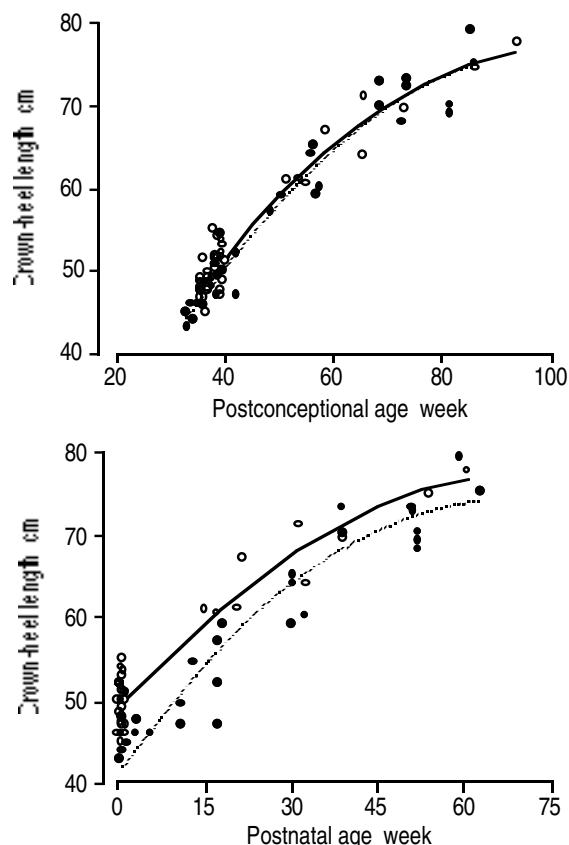 Crown-heel length cm
80
70
60
50
40
20 40 60 80 100
Postconceptional age week
Crown-heel length cm
80
70
60
50
40
0 15 30 45 60 75
Postnatal age week